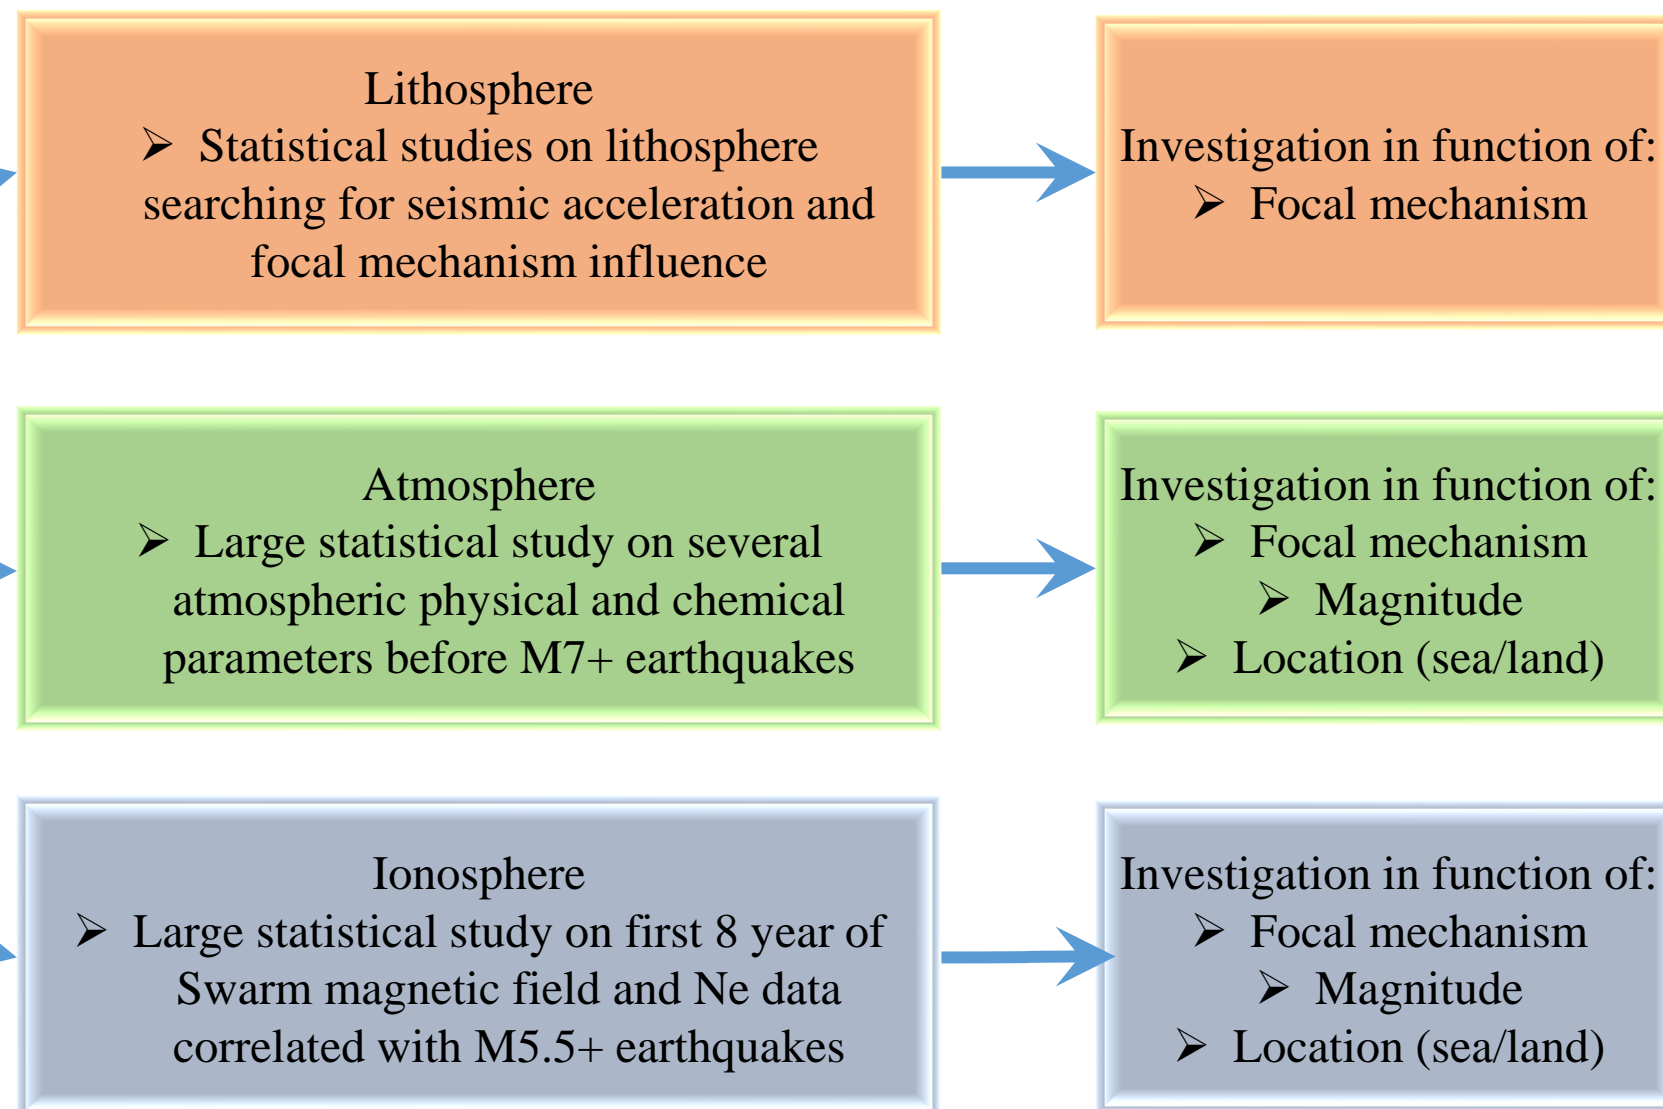 Lithosphere
➢ Statistical studies on lithosphere
searching for seismic acceleration and
focal mechanism influence
Investigation in function of:
➢ Focal mechanism
Atmosphere
➢ Large statistical study on several
atmospheric physical and chemical
parameters before M7+ earthquakes
Investigation in function of:
➢ Focal mechanism
➢ Magnitude
➢ Location (sea/land)
Ionosphere
➢ Large statistical study on first 8 year of
Swarm magnetic field and Ne data
correlated with M5.5+ earthquakes
Investigation in function of:
➢ Focal mechanism
➢ Magnitude
➢ Location (sea/land)